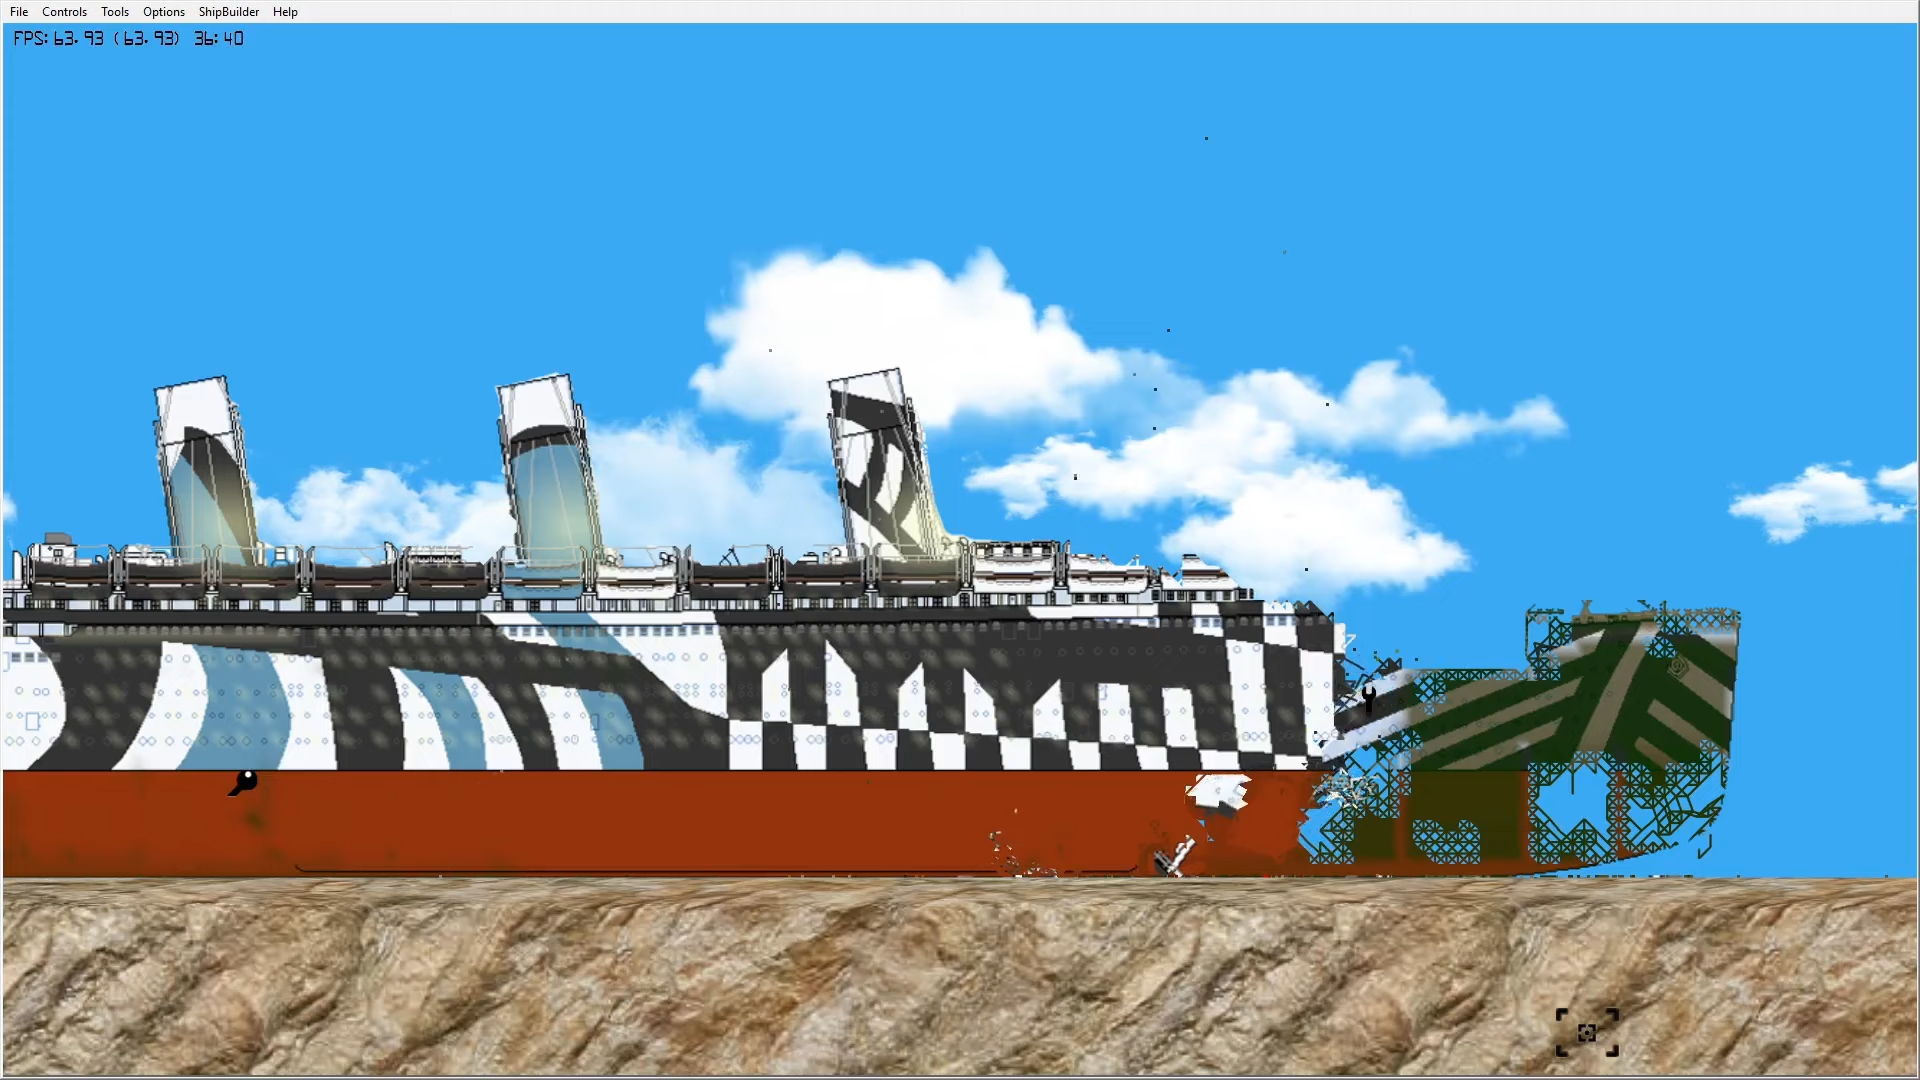 File Controls Tools Options ShipBuilder Help
FPS: 63.93 (63.93) 36:40